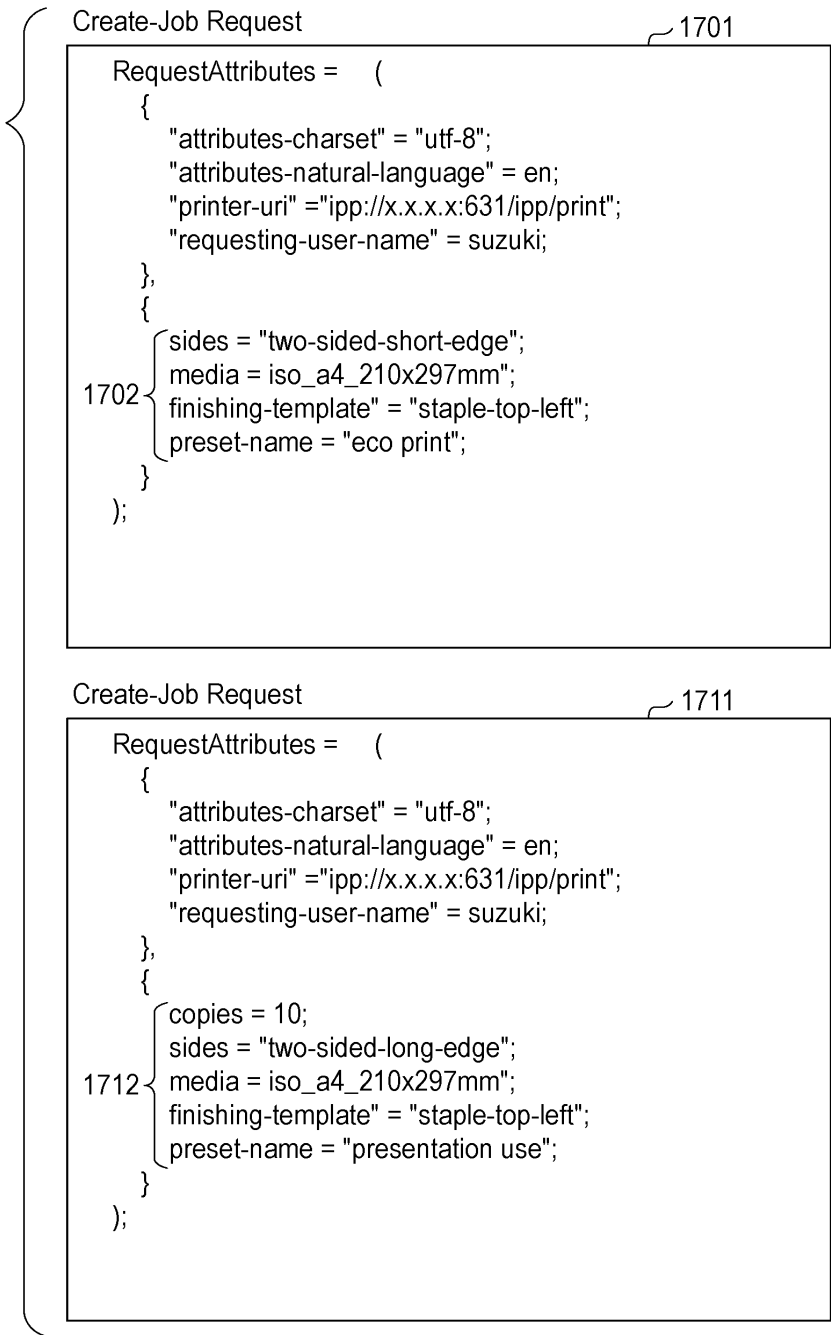 Create-Job Request
1701
RequestAttributes = (
{
"attributes-charset" = "utf-8";
"attributes-natural-language" = en;
"printer-uri" ="ipp://x.x.x.x:631/ipp/print";
"requesting-user-name" = suzuki;
},
{
sides = "two-sided-short-edge";
media = iso_a4_210x297mm";
1702
finishing-template" = "staple-top-left";
preset-name = "eco print";
}
);
Create-Job Request
1711
RequestAttributes = (
{
"attributes-charset" = "utf-8";
"attributes-natural-language" = en;
"printer-uri" ="ipp://x.x.x.x:631/ipp/print";
"requesting-user-name" = suzuki;
},
{
copies = 10;
sides = "two-sided-long-edge";
1712
media = iso_a4_210x297mm";
finishing-template" = "staple-top-left";
preset-name = "presentation use";
}
);